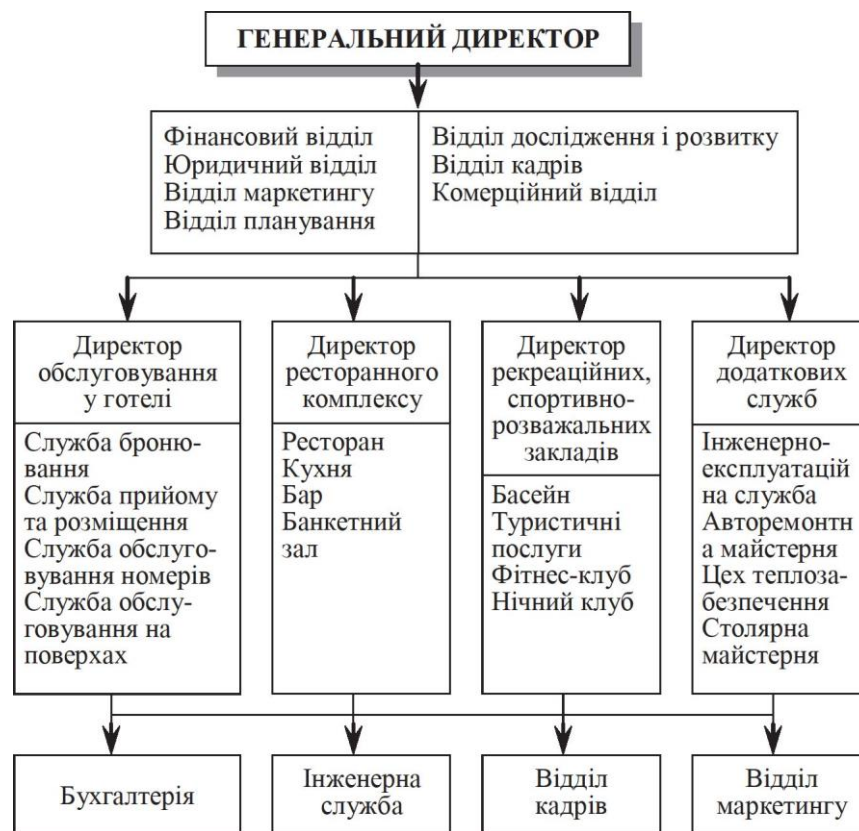 ГЕНЕРАЛЬНИЙ ДИРЕКТОР
Фінансовий відділ
Юридичний відділ
Відділ маркетингу
Відділ планування
Відділ дослідження і розвитку
Відділ кадрів
Комерційний відділ
Директор
обслуговування
у готелі
Служба броню-
вання
Служба прийому
та розміщення
Служба обслуго-
вування номерів
Служба обслу-
говування на
поверхах
Директор
ресторанного
комплексу
Ресторан
Кухня
Бар
Банкетний
зал
Директор
рекреаційних,
спортивно-
розважальних
закладів
Басейн
Туристичні
послуги
Фітнес-клуб
Нічний клуб
Директор
додаткових
служб
Інженерно-
експлуатацій
на служба
Авторемонтн
а майстерня
Цех теплоза-
безпечення
Столярна
майстерня
Бухгалтерія
Інженерна
служба
Відділ
кадрів
Відділ
маркетингу